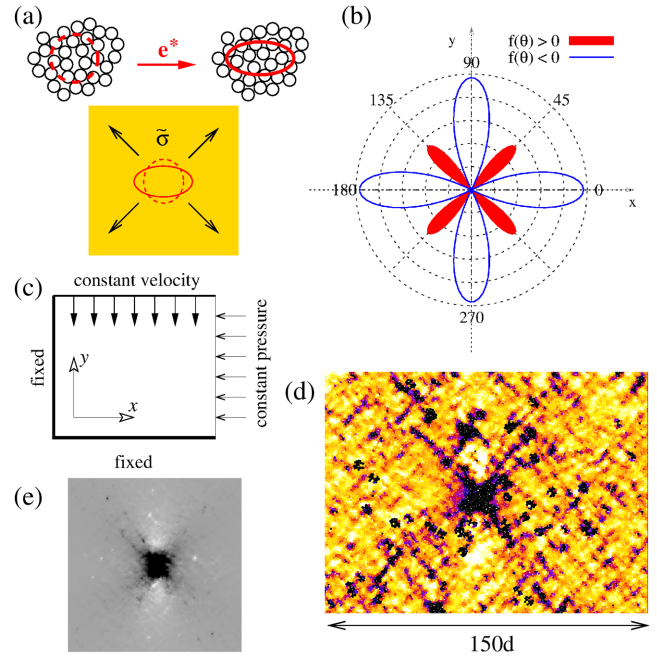 (a)
e*
σ̃
(b)
y
f(θ) > 0
f(θ) < 0
90
135
45
180
0
x
270
(c)
constant velocity
fixed
y
x
constant pressure
fixed
(d)
150d
(e)